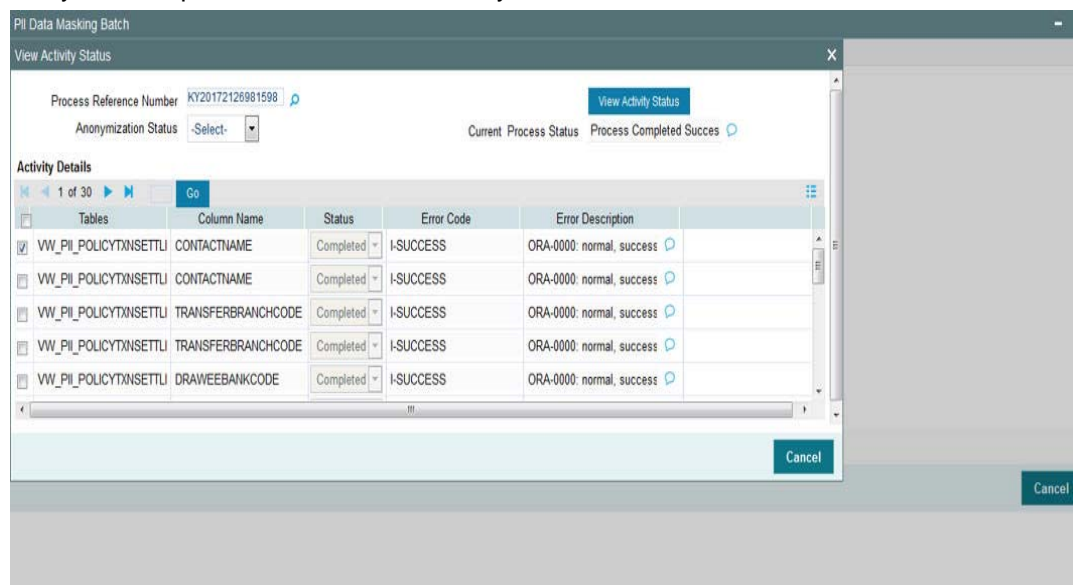 PII Data Masking Batch
View Activity Status X
Process Reference Number KY20172126981598 View Activity Status
Anonymization Status -Select- Current Process Status Process Completed Succes
Activity Details
1 of 30 Go
Tables Column Name Status Error Code Error Description
VW_PII_POLICYTXNSETTLI CONTACTNAME Completed I-SUCCESS ORA-0000: normal, success
VW_PII_POLICYTXNSETTLI CONTACTNAME Completed I-SUCCESS ORA-0000: normal, success
VW_PII_POLICYTXNSETTLI TRANSFERBRANCHCODE Completed I-SUCCESS ORA-0000: normal, success
VW_PII_POLICYTXNSETTLI TRANSFERBRANCHCODE Completed I-SUCCESS ORA-0000: normal, success
VW_PII_POLICYTXNSETTLI DRAWEEBANKCODE Completed I-SUCCESS ORA-0000: normal, success
Cancel
Cancel